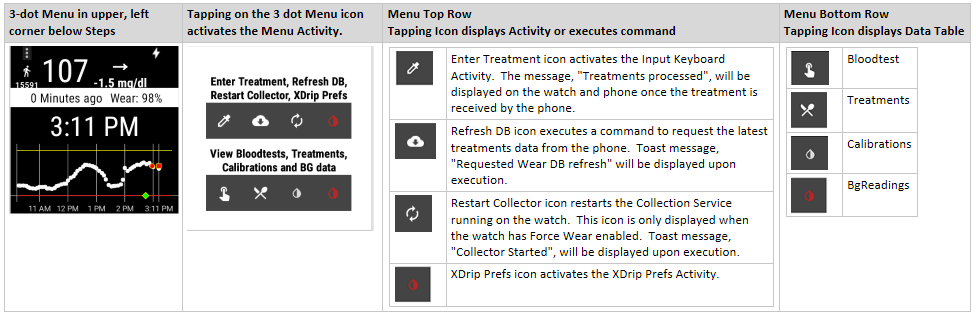 3-dot Menu in upper, left
corner below Steps
Tapping on the 3 dot Menu icon
activates the Menu Activity.
Menu Top Row
Tapping Icon displays Activity or executes command
Menu Bottom Row
Tapping Icon displays Data Table
107
15591
-1.5 mg/dl
0 Minutes ago Wear: 98%
3:11 PM
11 AM 12 PM 1 PM 2 PM 3:11 PM
Enter Treatment, Refresh DB,
Restart Collector, XDrip Prefs
View Bloodtests, Treatments,
Calibrations and BG data
Enter Treatment icon activates the Input Keyboard
Activity. The message, "Treatments processed", will be
displayed on the watch and phone once the treatment is
received by the phone.
Refresh DB icon executes a command to request the latest
treatments data from the phone. Toast message,
"Requested Wear DB refresh" will be displayed upon
execution.
Restart Collector icon restarts the Collection Service
running on the watch. This icon is only displayed when
the watch has Force Wear enabled. Toast message,
"Collector Started", will be displayed upon execution.
XDrip Prefs icon activates the XDrip Prefs Activity.
Bloodtest
Treatments
Calibrations
BgReadings